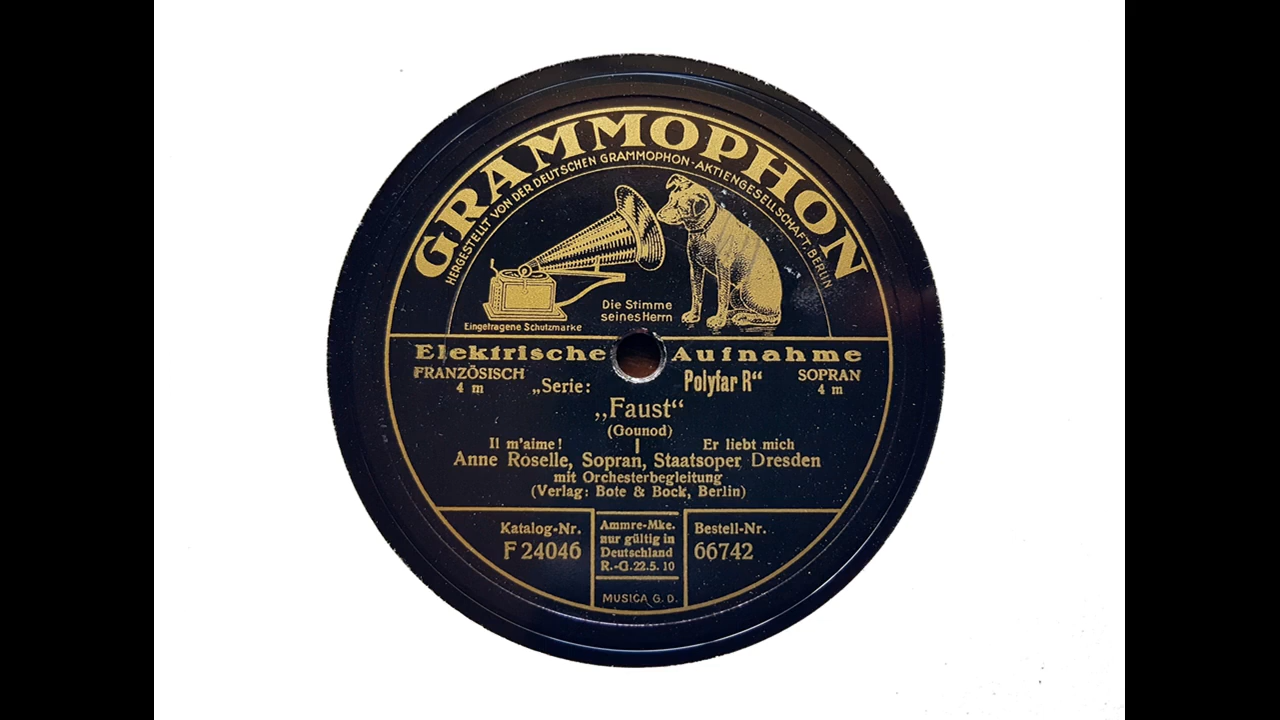 GRAMMOPHON
HERGESTELLT VON DER DEUTSCHEN GRAMMOPHON-AKTIENGESELLSCHAFT, BERLIN
Die Stimme
seines Herrn
Eingetragene Schutzmarke
Elektrische Aufnahme
FRANZÖSISCH SOPRAN
4 m „Serie: Polyfar R“ 4 m
„Faust“
(Gounod)
Il m'aime! | Er liebt mich
Anne Roselle, Sopran, Staatsoper Dresden
mit Orchesterbegleitung
(Verlag: Bote & Bock, Berlin)
Katalog-Nr.
F 24046
Ammre-Mke.
nur gültig in
Deutschland
R.-G.22.5. 10
Bestell-Nr.
66742
MUSICA G. D.